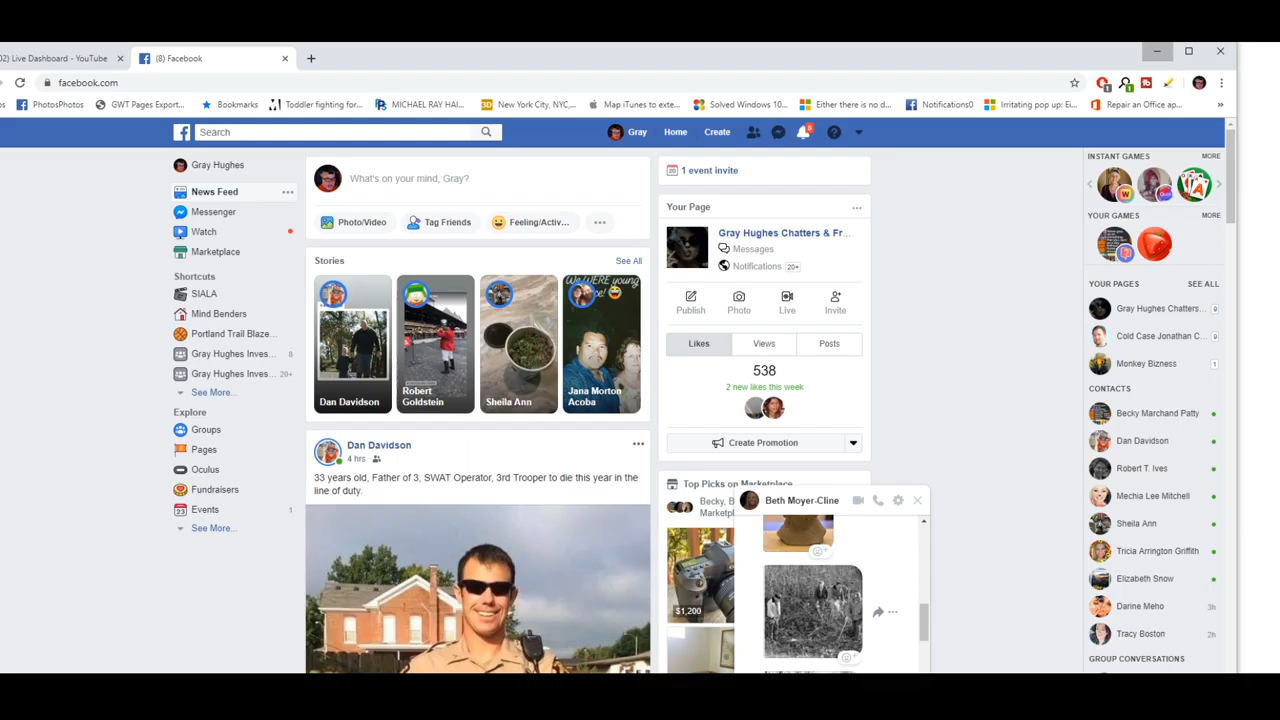 02) Live Dashboard - YouTube
(8) Facebook
facebook.com
PhotosPhotos
GWT Pages Export...
Bookmarks
Toddler fighting for...
MICHAEL RAY HAI...
New York City, NYC,...
Map iTunes to exte...
Solved Windows 10...
Either there is no d...
Notifications0
Irritating pop up: Ei...
Repair an Office ap...
»
Search
Gray
Home
Create
8
Gray Hughes
News Feed
Messenger
Watch
Marketplace
Shortcuts
SIALA
Mind Benders
Portland Trail Blaze...
Gray Hughes Inves... 8
Gray Hughes Inves... 20+
See More...
Explore
Groups
Pages
Oculus
Fundraisers
Events 1
See More...
What's on your mind, Gray?
Photo/Video
Tag Friends
Feeling/Activ...
Stories
See All
We WERE young
Dan Davidson
Robert
Goldstein
Sheila Ann
Jana Morton
Acoba
Dan Davidson
4 hrs
33 years old, Father of 3, SWAT Operator, 3rd Trooper to die this year in the
line of duty.
1 event invite
Your Page
Gray Hughes Chatters & Fr...
Messages
Notifications 20+
Publish
Photo
Live
Invite
Likes
Views
Posts
538
2 new likes this week
Create Promotion
Top Picks on Marketplace
Becky, B
Marketp
$1,200
Beth Moyer-Cline
INSTANT GAMES
MORE
YOUR GAMES
MORE
YOUR PAGES
SEE ALL
Gray Hughes Chatters... 9
Cold Case Jonathan C... 9
Monkey Bizness 1
CONTACTS
Becky Marchand Patty
Dan Davidson
Robert T. Ives
Mechia Lee Mitchell
Sheila Ann
Tricia Arrington Griffith
Elizabeth Snow
Darine Meho 3h
Tracy Boston 2h
GROUP CONVERSATIONS